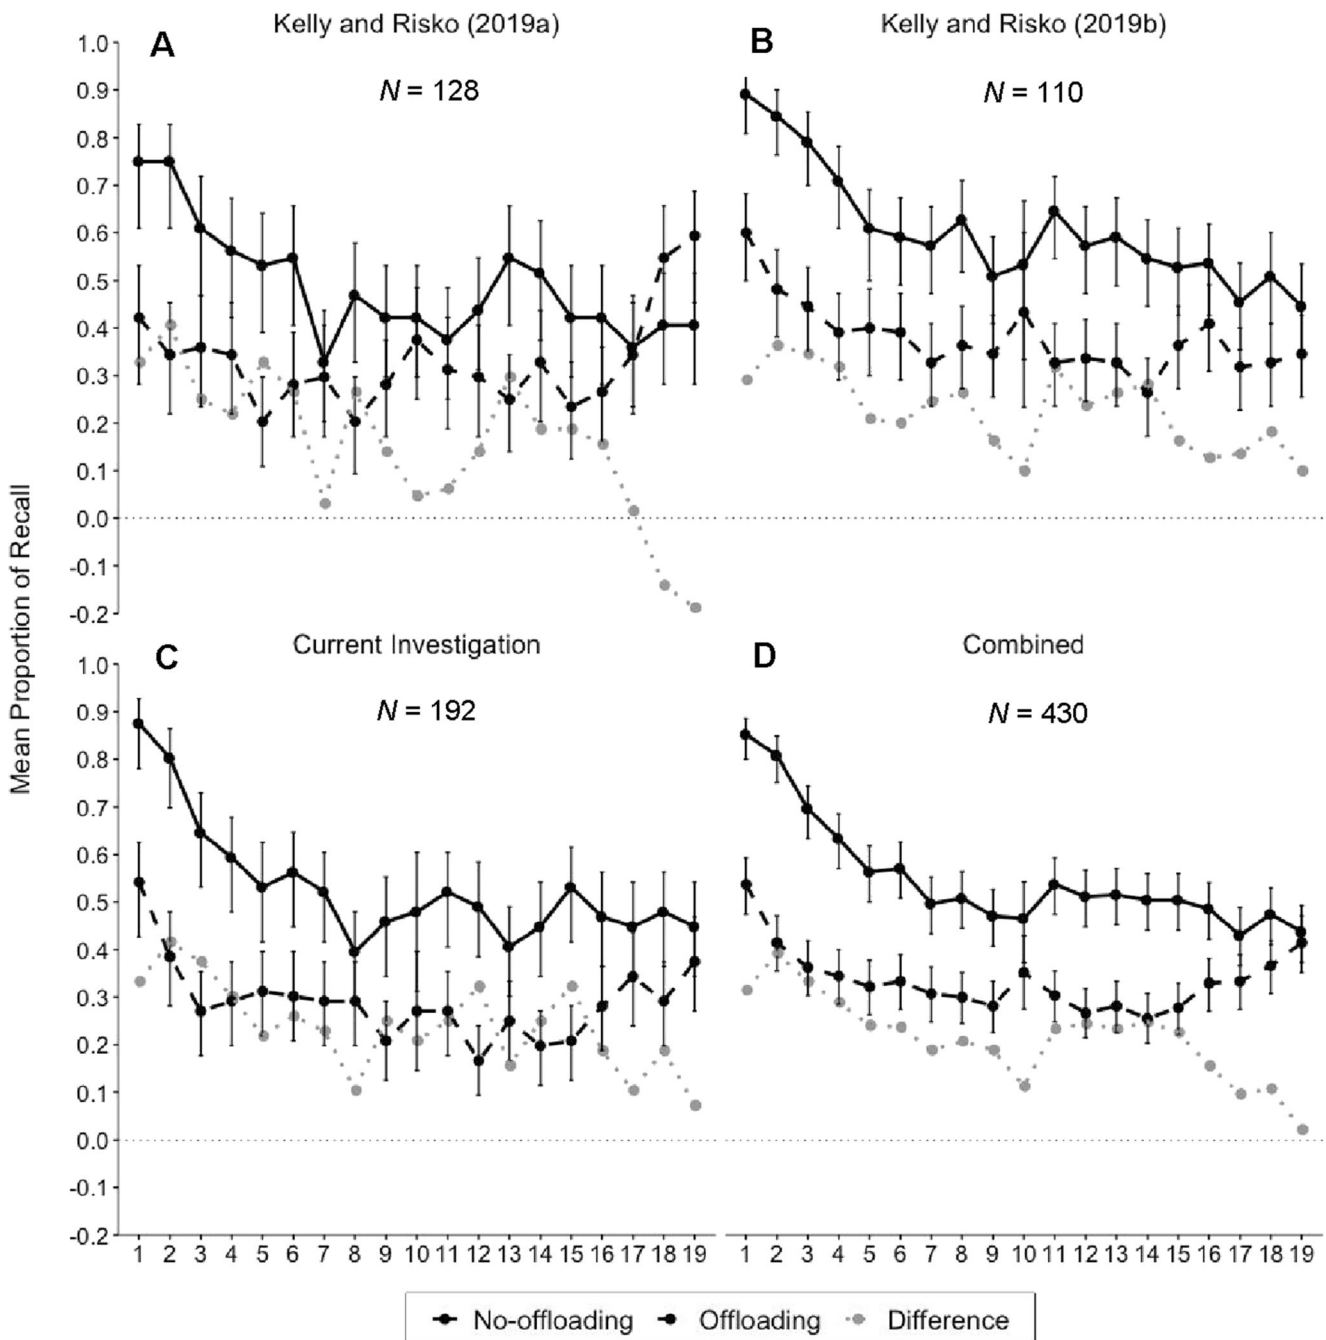 Kelly and Risko (2019a)
A
N = 128
1.0
0.9
0.8
0.7
0.6
0.5
0.4
0.3
0.2
0.1
0.0
-0.1
-0.2
Kelly and Risko (2019b)
B
N = 110
Mean Proportion of Recall
Current Investigation
C
N = 192
1.0
0.9
0.8
0.7
0.6
0.5
0.4
0.3
0.2
0.1
0.0
-0.1
-0.2
1 2 3 4 5 6 7 8 9 10 11 12 13 14 15 16 17 18 19
Combined
D
N = 430
1 2 3 4 5 6 7 8 9 10 11 12 13 14 15 16 17 18 19
No-offloading Offloading Difference